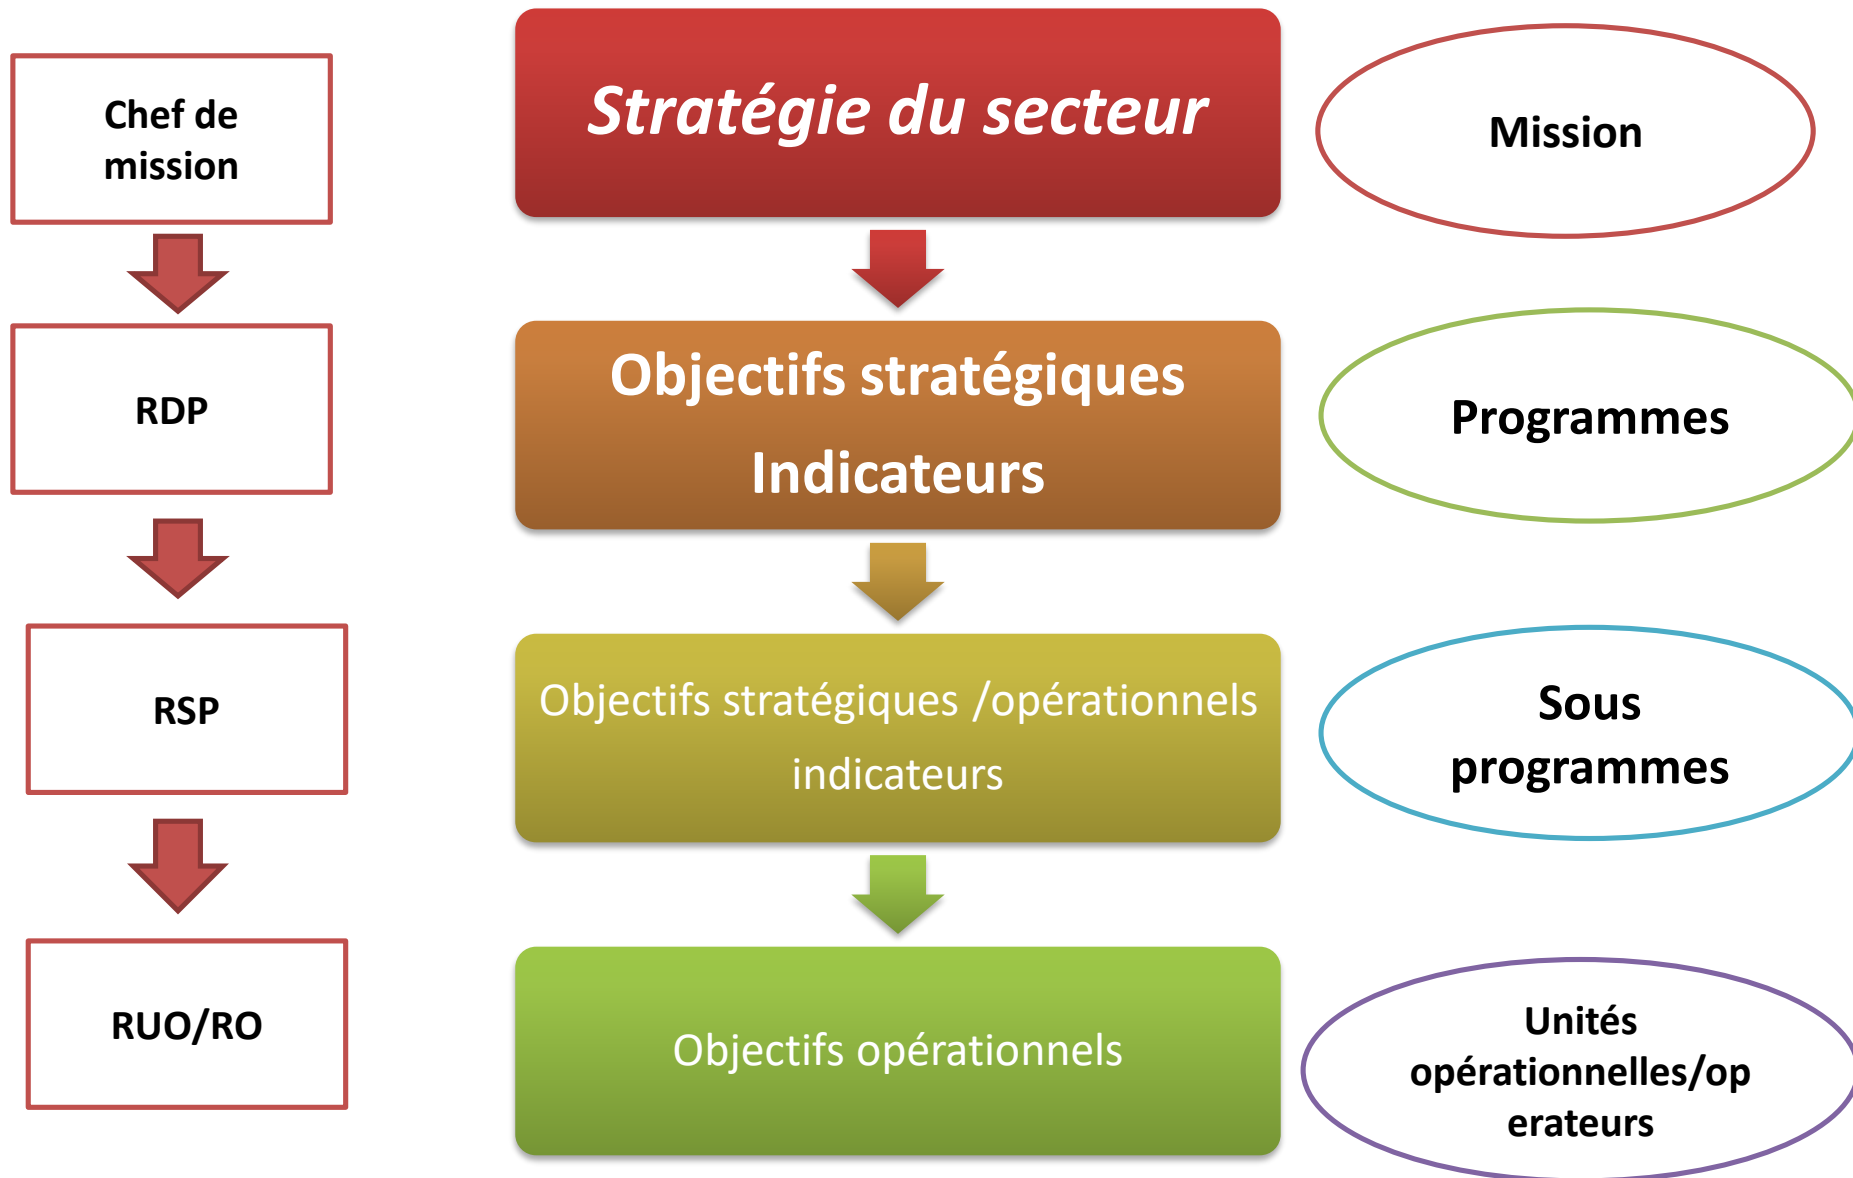 Chef de
mission
Stratégie du secteur
Mission
RDP
Objectifs stratégiques
Indicateurs
Programmes
RSP
Objectifs stratégiques /opérationnels
indicateurs
Sous
programmes
RUO/RO
Objectifs opérationnels
Unités
opérationnelles/op
erateurs